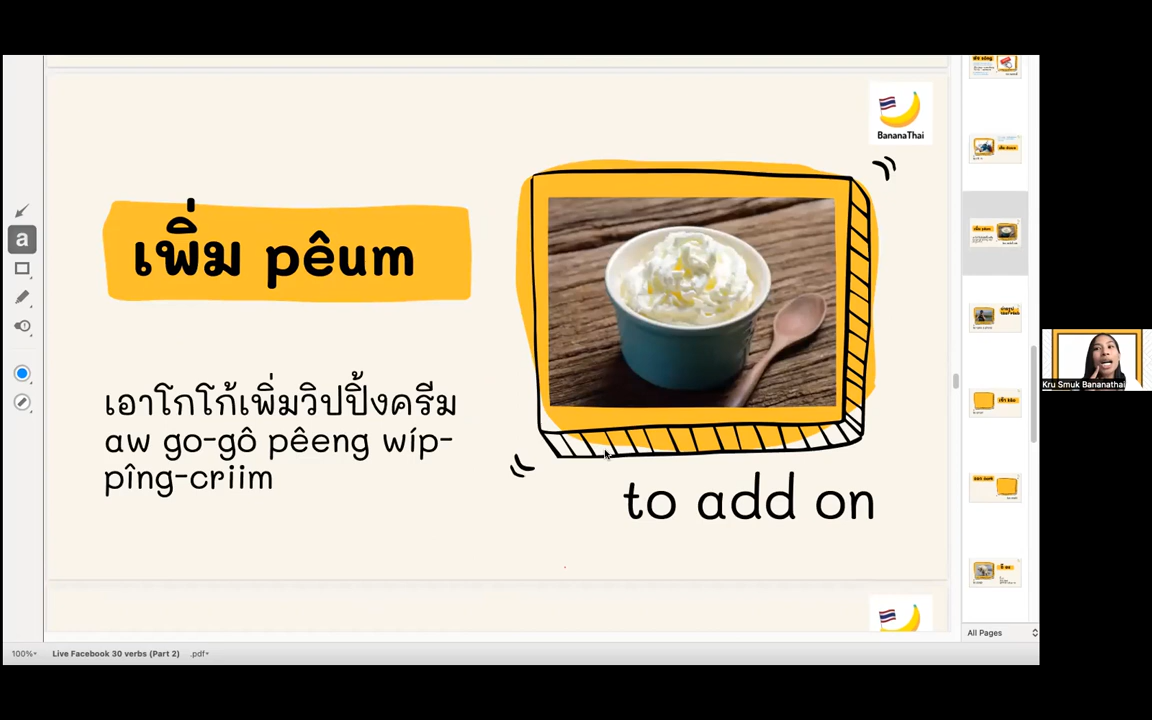 BananaThai
เพิ่ม pêum
เอาโกโก้เพิ่มวิปปิ้งครีม
aw go-gô pêeng wíp-
pîng-criim
to add on
a
Kru Smuk Bananathai
All Pages
100%
Live Facebook 30 verbs (Part 2)
.pdf